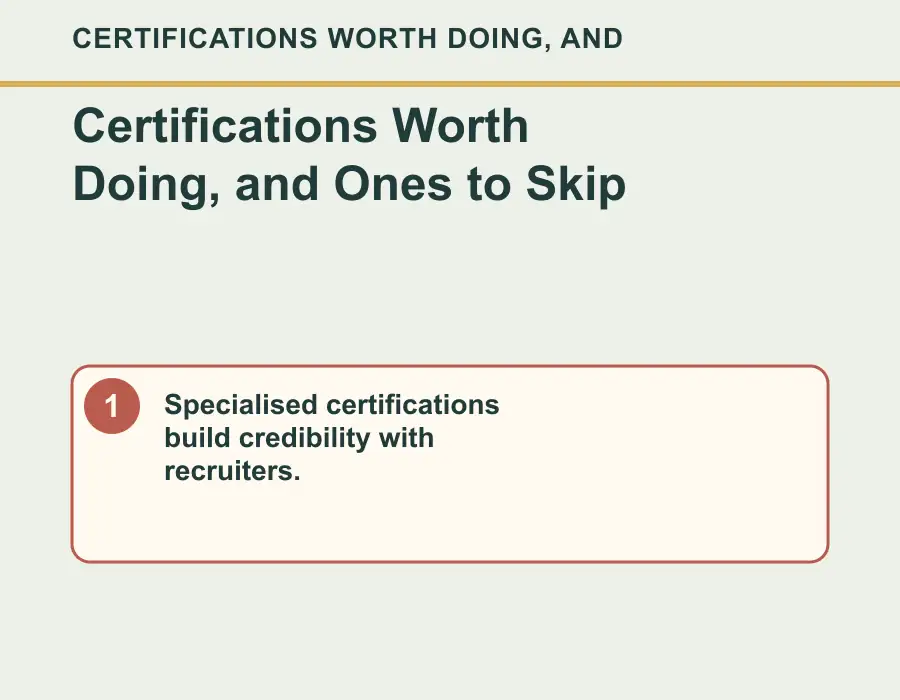 CERTIFICATIONS WORTH DOING, AND
Certifications Worth
Doing, and Ones to Skip
1
Specialised certifications
build credibility with
recruiters.